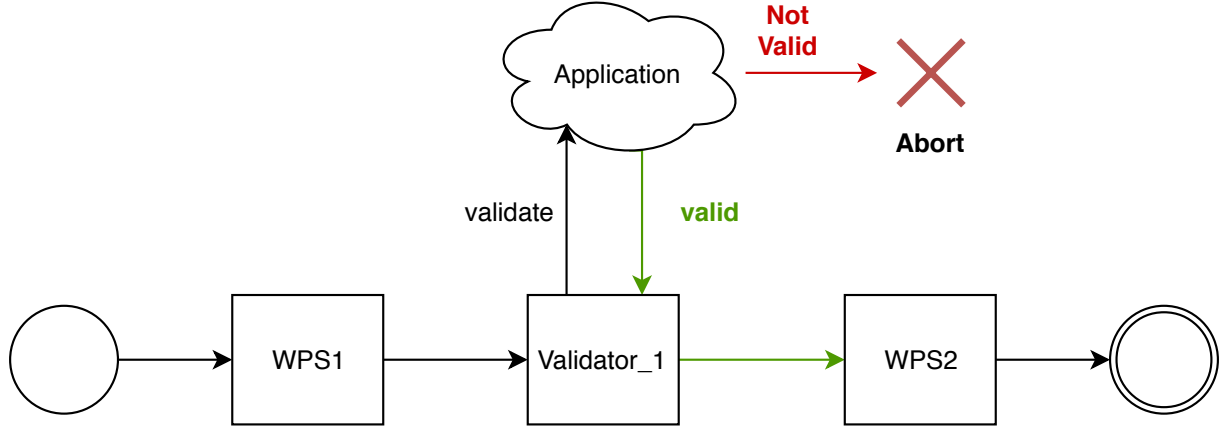 Not
Valid
Application
Abort
validate
valid
WPS1
Validator_1
WPS2